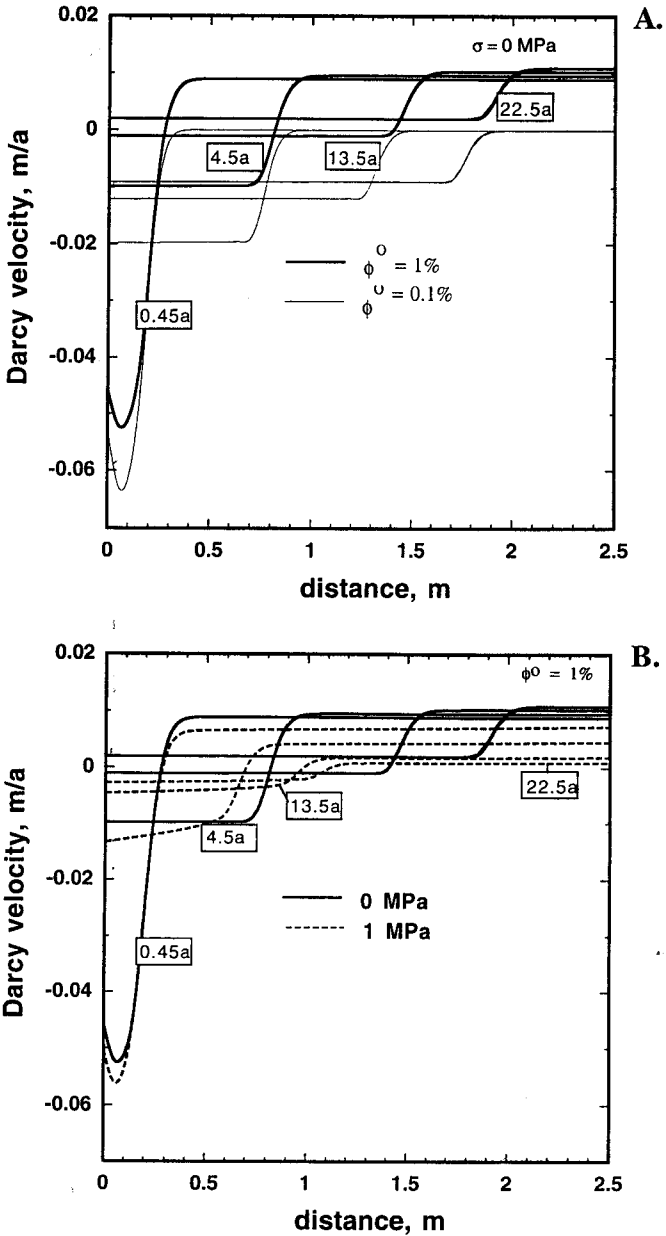 A.
0.02
σ = 0 MPa
22.5a
0
4.5a
13.5a
-0.02
φo = 1%
φo = 0.1%
0.45a
-0.04
-0.06
Darcy velocity, m/a
0 0.5 1 1.5 2 2.5
distance, m
B.
0.02
φo = 1%
0
22.5a
13.5a
4.5a
-0.02
0 MPa
1 MPa
0.45a
-0.04
-0.06
Darcy velocity, m/a
0 0.5 1 1.5 2 2.5
distance, m